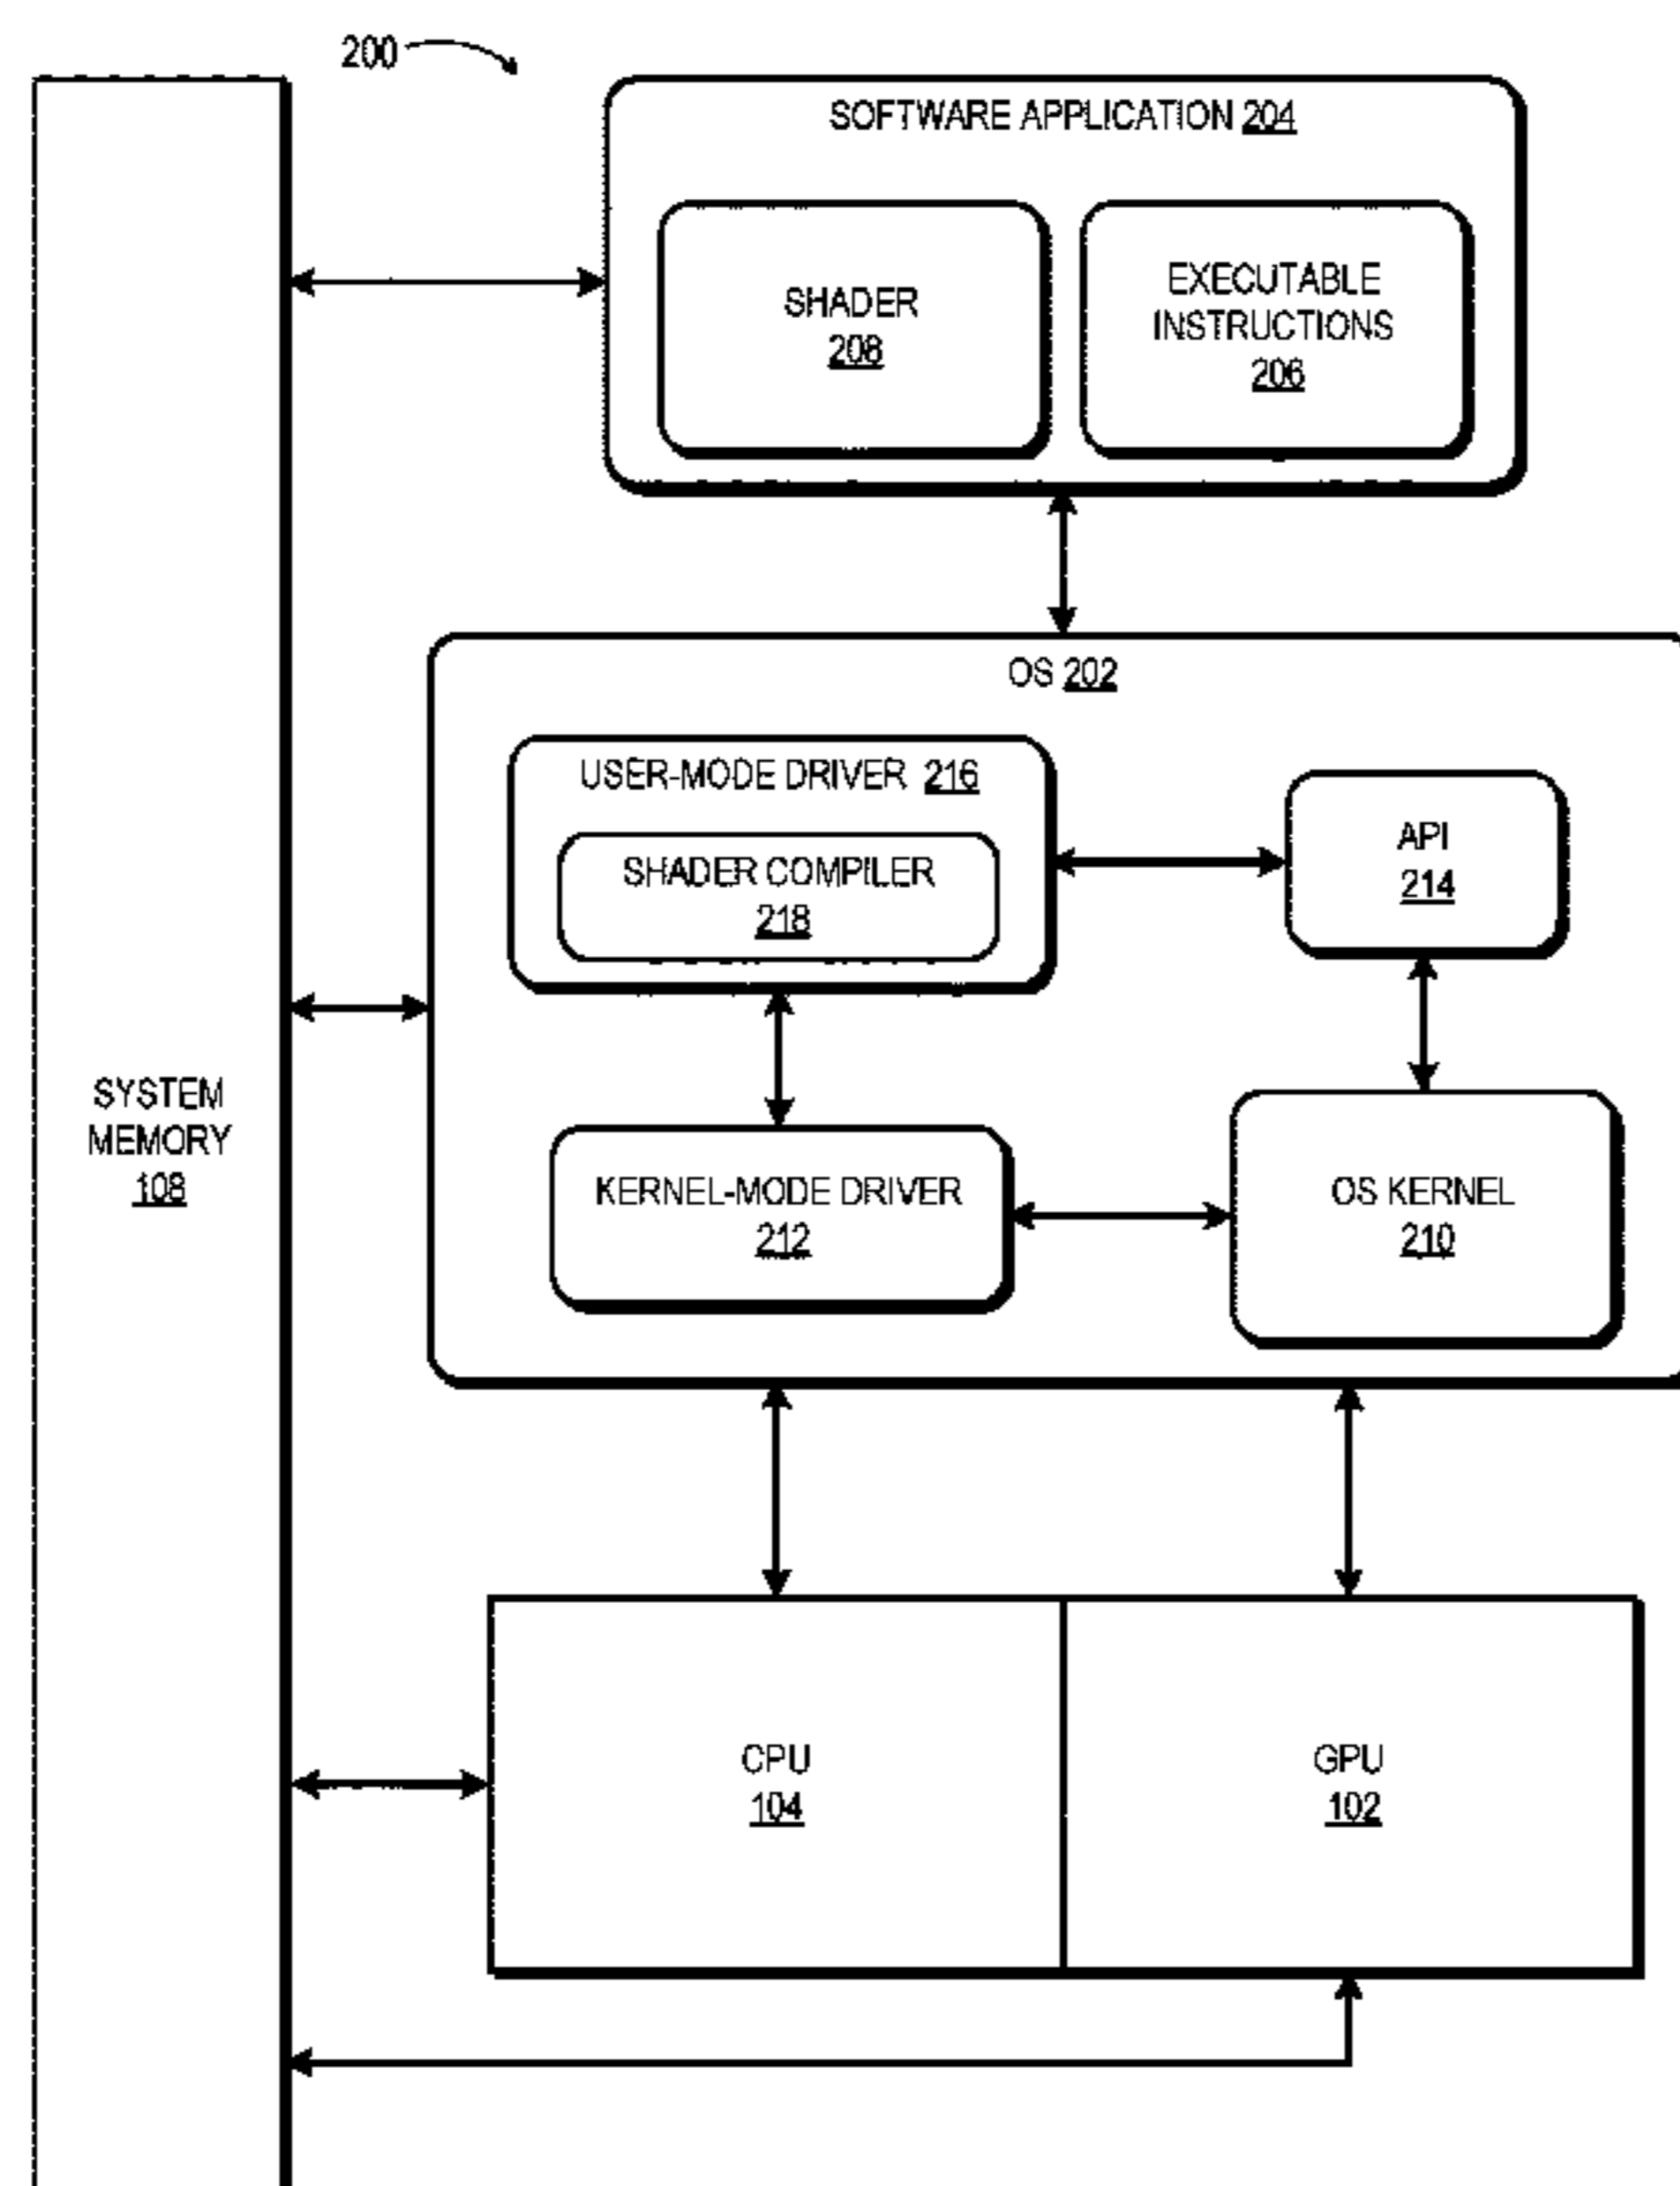 200
SOFTWARE APPLICATION 204
SHADER
208
EXECUTABLE
INSTRUCTIONS
206
OS 202
USER-MODE DRIVER 216
SHADER COMPILER
218
API
214
SYSTEM
MEMORY
108
KERNEL-MODE DRIVER
212
OS KERNEL
210
CPU
104
GPU
102